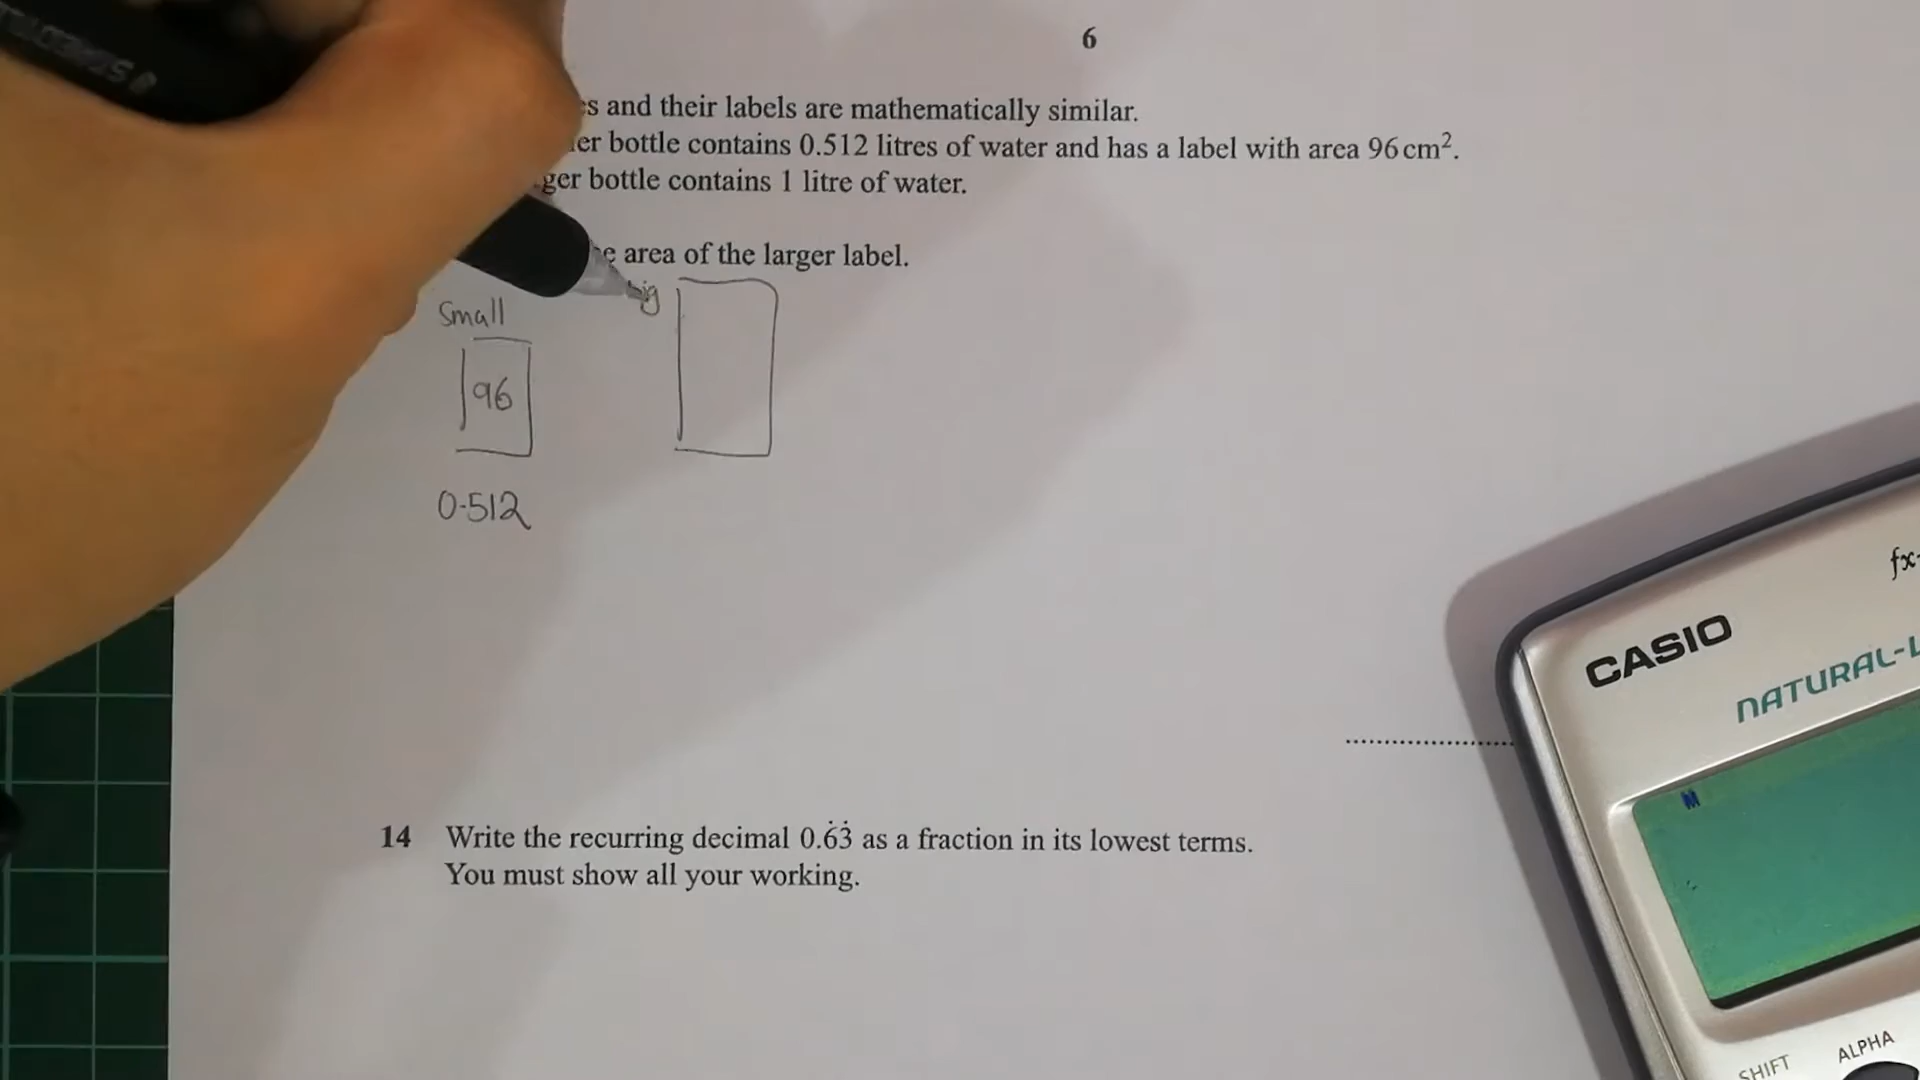 6
s and their labels are mathematically similar.
er bottle contains 0.512 litres of water and has a label with area 96 cm².
ger bottle contains 1 litre of water.
e area of the larger label.
Small
big
96
0.512
14 Write the recurring decimal 0.6̇3̇ as a fraction in its lowest terms.
You must show all your working.
fx-
CASIO
NATURAL-
M
SHIFT ALPHA